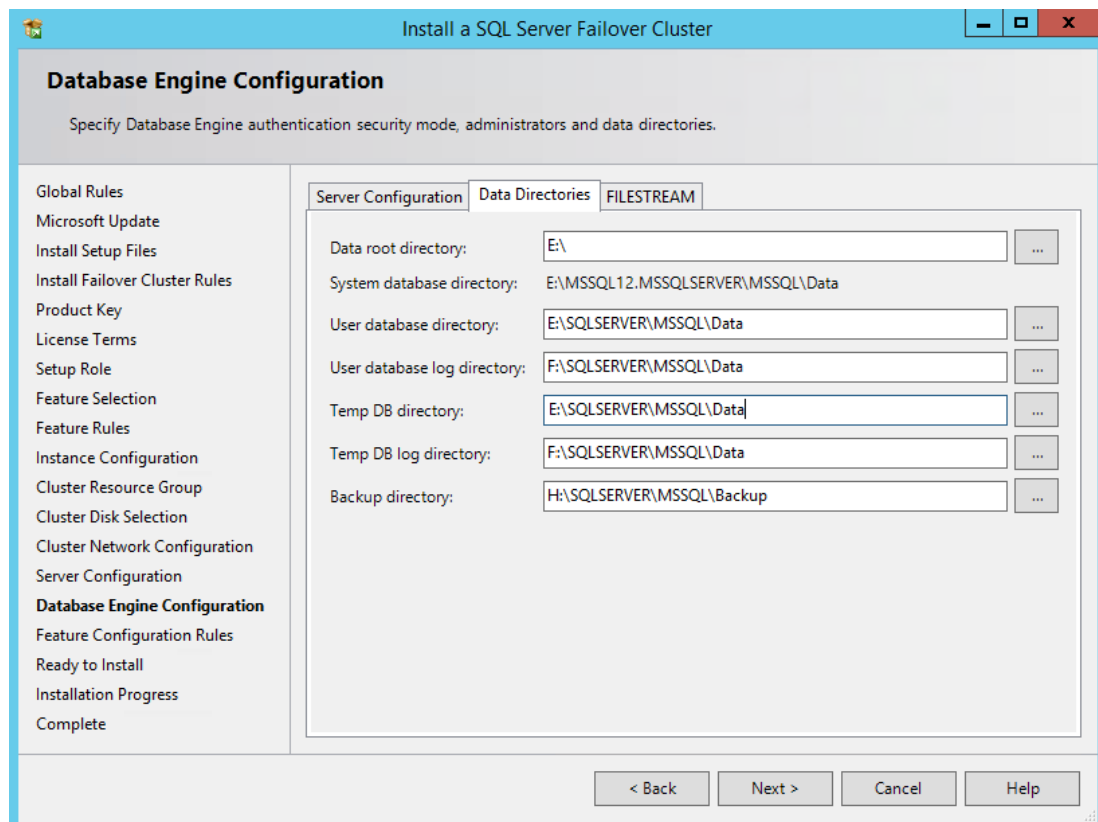 Install a SQL Server Failover Cluster
Database Engine Configuration
Specify Database Engine authentication security mode, administrators and data directories.
Global Rules
Microsoft Update
Install Setup Files
Install Failover Cluster Rules
Product Key
License Terms
Setup Role
Feature Selection
Feature Rules
Instance Configuration
Cluster Resource Group
Cluster Disk Selection
Cluster Network Configuration
Server Configuration
Database Engine Configuration
Feature Configuration Rules
Ready to Install
Installation Progress
Complete
Server Configuration Data Directories FILESTREAM
Data root directory: E:\ ...
System database directory: E:\MSSQL12.MSSQLSERVER\MSSQL\Data
User database directory: E:\SQLSERVER\MSSQL\Data ...
User database log directory: F:\SQLSERVER\MSSQL\Data ...
Temp DB directory: E:\SQLSERVER\MSSQL\Data ...
Temp DB log directory: F:\SQLSERVER\MSSQL\Data ...
Backup directory: H:\SQLSERVER\MSSQL\Backup ...
< Back Next > Cancel Help